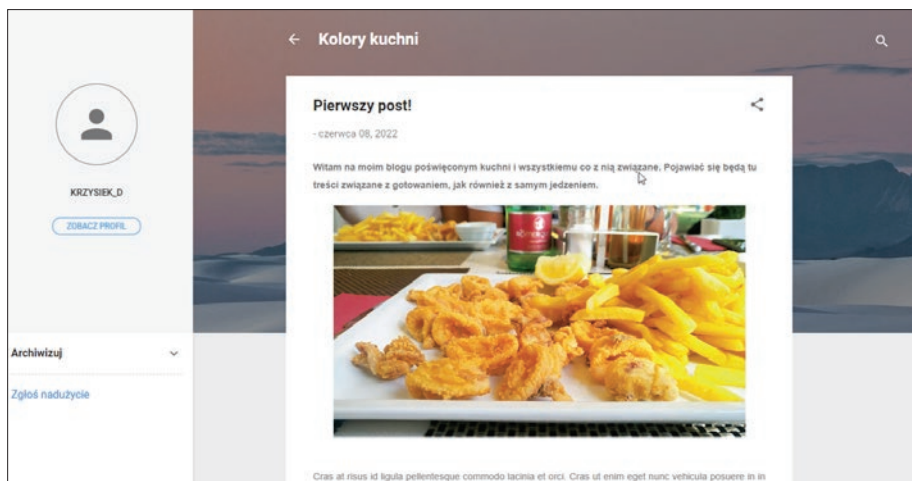 Kolory kuchni
KRZYSIEK_D
ZOBACZ PROFIL
Archiwizuj
Zgłoś nadużycie
Pierwszy post!
- czerwca 08, 2022
Witam na moim blogu poświęconym kuchni i wszystkiemu co z nią związane. Pojawiać się będą tu
treści związane z gotowaniem, jak również z samym jedzeniem.
Cras at risus id ligula pellentesque commodo lacinia et orci. Cras ut enim eget nunc vehicula posuere in in